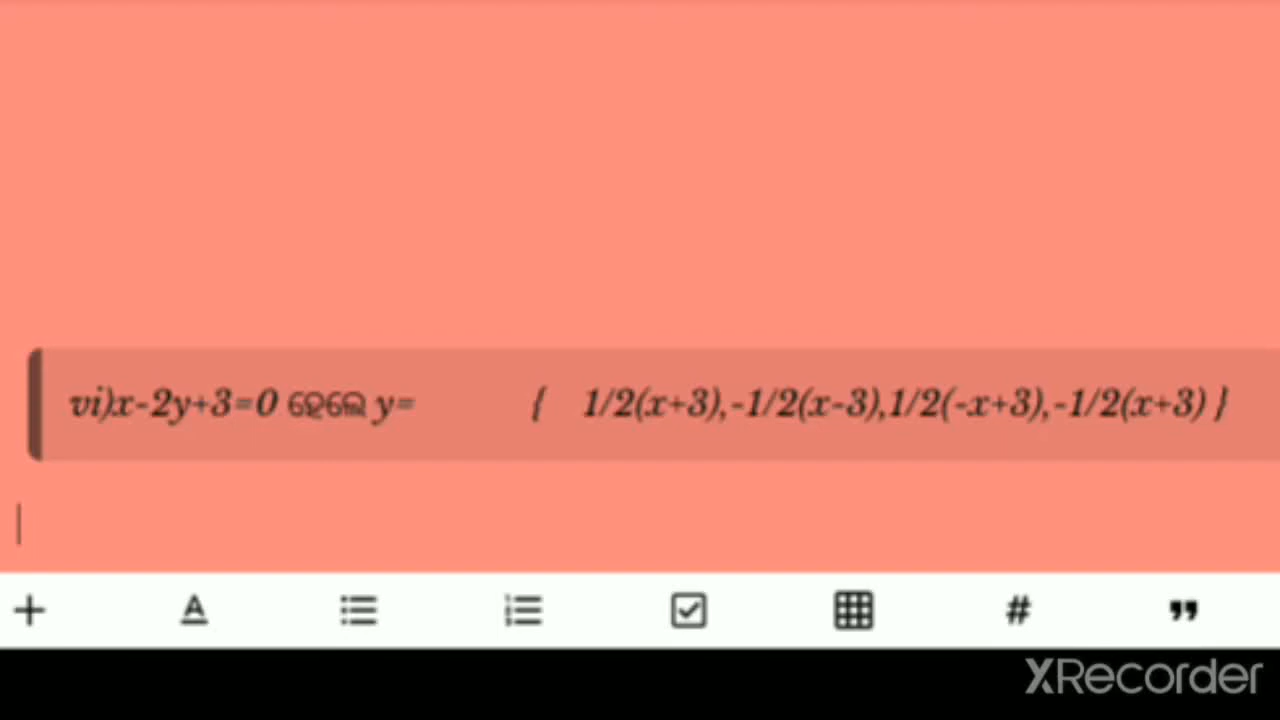 vi)x-2y+3=0 ହେଲେ y= { 1/2(x+3),-1/2(x-3),1/2(-x+3),-1/2(x+3) }
XRecorder